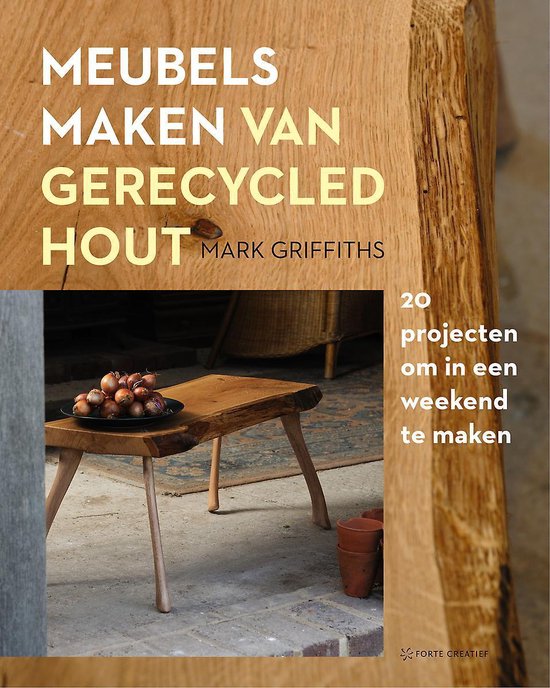 MEUBELS
MAKEN VAN
GERECYCLED
HOUT MARK GRIFFITHS
20
projecten
om in een
weekend
te maken
FORTE CREATIEF